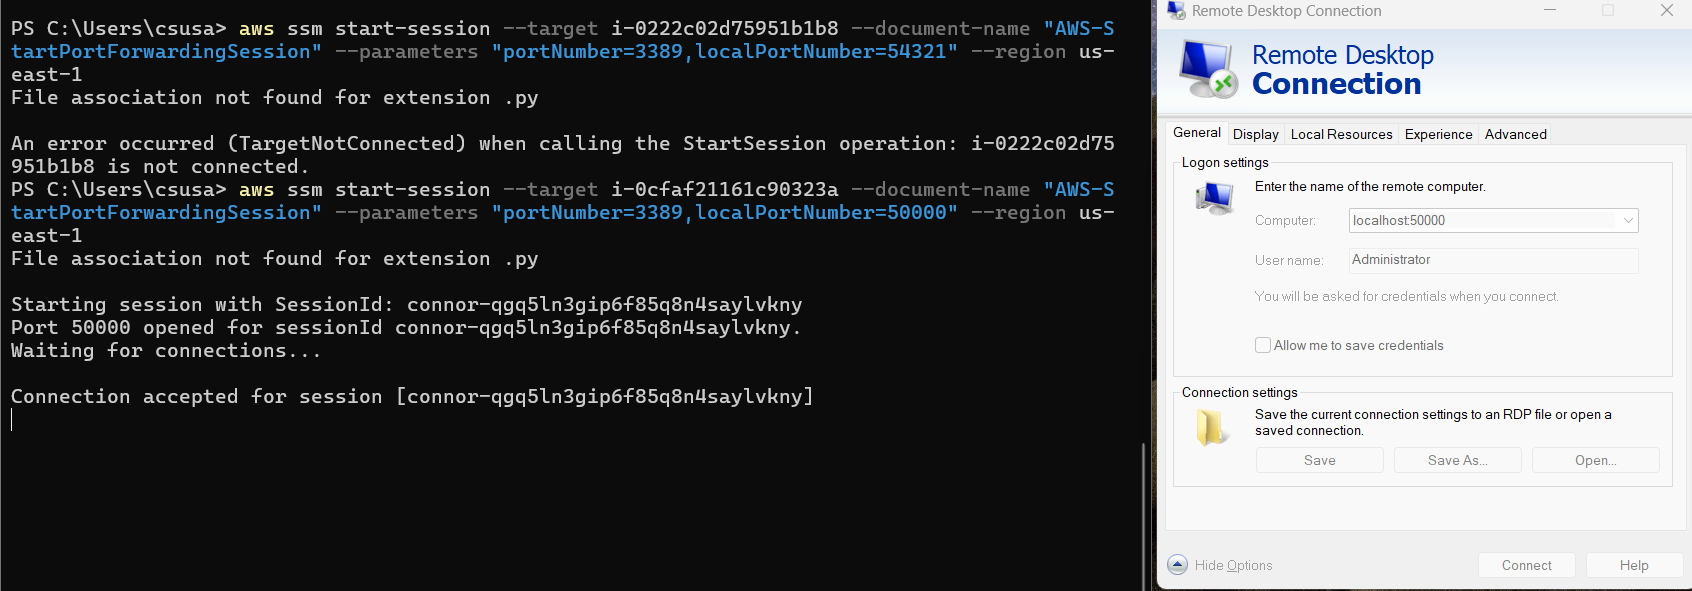 PS C:\Users\csusa> aws ssm start-session --target i-0222c02d75951b1b8 --document-name "AWS-S
tartPortForwardingSession" --parameters "portNumber=3389,localPortNumber=54321" --region us-
east-1
File association not found for extension .py
An error occurred (TargetNotConnected) when calling the StartSession operation: i-0222c02d75
951b1b8 is not connected.
PS C:\Users\csusa> aws ssm start-session --target i-0cfaf21161c90323a --document-name "AWS-S
tartPortForwardingSession" --parameters "portNumber=3389,localPortNumber=50000" --region us-
east-1
File association not found for extension .py
Starting session with SessionId: connor-qgq5ln3gip6f85q8n4saylvkny
Port 50000 opened for sessionId connor-qgq5ln3gip6f85q8n4saylvkny.
Waiting for connections...
Connection accepted for session [connor-qgq5ln3gip6f85q8n4saylvkny]
Remote Desktop Connection
Remote Desktop
Connection
General Display Local Resources Experience Advanced
Logon settings
Enter the name of the remote computer.
Computer: localhost:50000
User name: Administrator
You will be asked for credentials when you connect.
Allow me to save credentials
Connection settings
Save the current connection settings to an RDP file or open a
saved connection.
Save Save As... Open...
Hide Options Connect Help